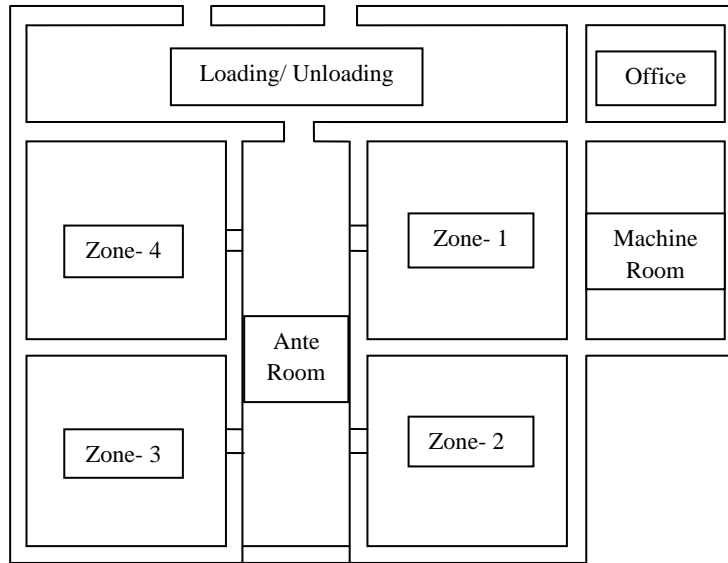 Loading/ Unloading
Office
Zone- 4
Zone- 1
Machine
Room
Ante
Room
Zone- 3
Zone- 2